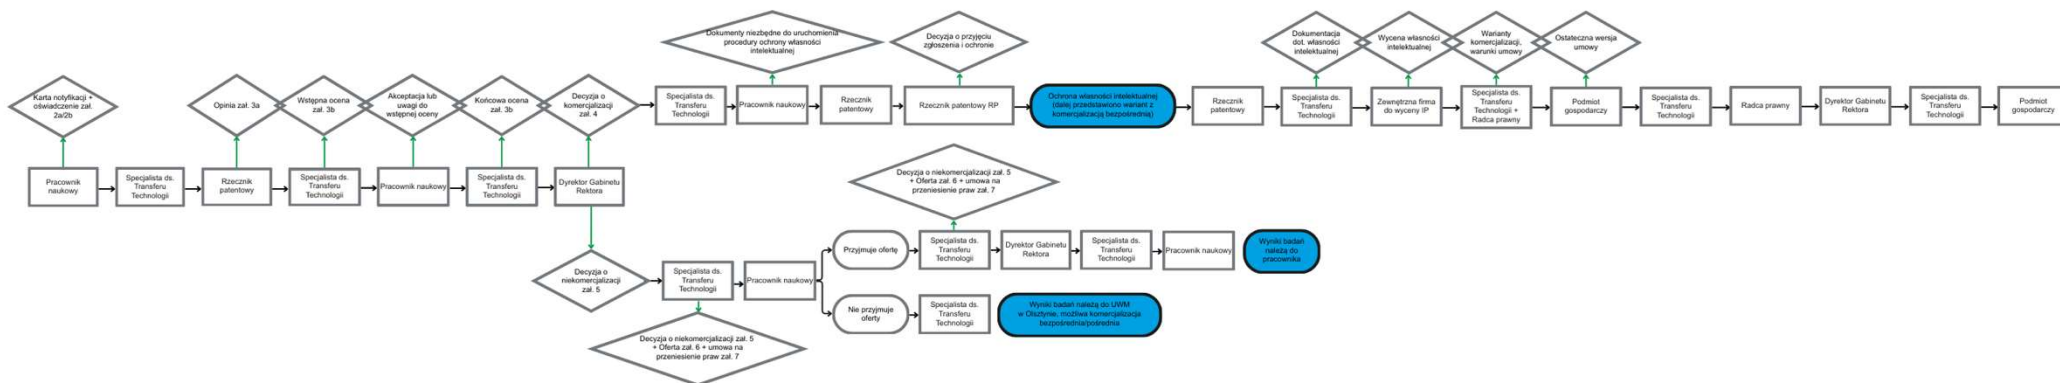 Karta notyfikacji +
oświadczenie zał.
2a/2b
Pracownik
naukowy
Specjalista ds.
Transferu
Technologii
Opinia zał. 3a
Rzecznik
patentowy
Wstępna ocena
zał. 3b
Specjalista ds.
Transferu
Technologii
Akceptacja lub
uwagi do
wstępnej oceny
Pracownik naukowy
Końcowa ocena
zał. 3b
Specjalista ds.
Transferu
Technologii
Decyzja o
komercjalizacji
zał. 4
Dyrektor Gabinetu
Rektora
Specjalista ds.
Transferu
Technologii
Dokumenty niezbędne do uruchomienia
procedury ochrony własności
intelektualnej
Pracownik naukowy
Rzecznik
patentowy
Decyzja o przyjęciu
zgłoszenia i ochronie
Rzecznik patentowy RP
Ochrona własności intelektualnej
(dalej przedstawiono wariant z
komercjalizacją bezpośrednią)
Rzecznik
patentowy
Dokumentacja
dot. własności
intelektualnej
Specjalista ds.
Transferu
Technologii
Wycena własności
intelektualnej
Zewnętrzna firma
do wyceny IP
Warianty
komercjalizacji,
warunki umowy
Specjalista ds.
Transferu
Technologii +
Radca prawny
Ostateczna wersja
umowy
Podmiot
gospodarczy
Specjalista ds.
Transferu
Technologii
Radca prawny
Dyrektor Gabinetu
Rektora
Specjalista ds.
Transferu
Technologii
Podmiot
gospodarczy
Decyzja o
niekomercjalizacji
zał. 5
Specjalista ds.
Transferu
Technologii
Decyzja o niekomercjalizacji zał. 5
+ Oferta zał. 6 + umowa na
przeniesienie praw zał. 7
Pracownik naukowy
Przyjmuje ofertę
Decyzja o niekomercjalizacji zał. 5
+ Oferta zał. 6 + umowa na
przeniesienie praw zał. 7
Specjalista ds.
Transferu
Technologii
Dyrektor Gabinetu
Rektora
Specjalista ds.
Transferu
Technologii
Pracownik naukowy
Wyniki badań
należą do
pracownika
Nie przyjmuje
oferty
Specjalista ds.
Transferu
Technologii
Wyniki badań należą do UWM
w Olsztynie, możliwa komercjalizacja
bezpośrednia/pośrednia